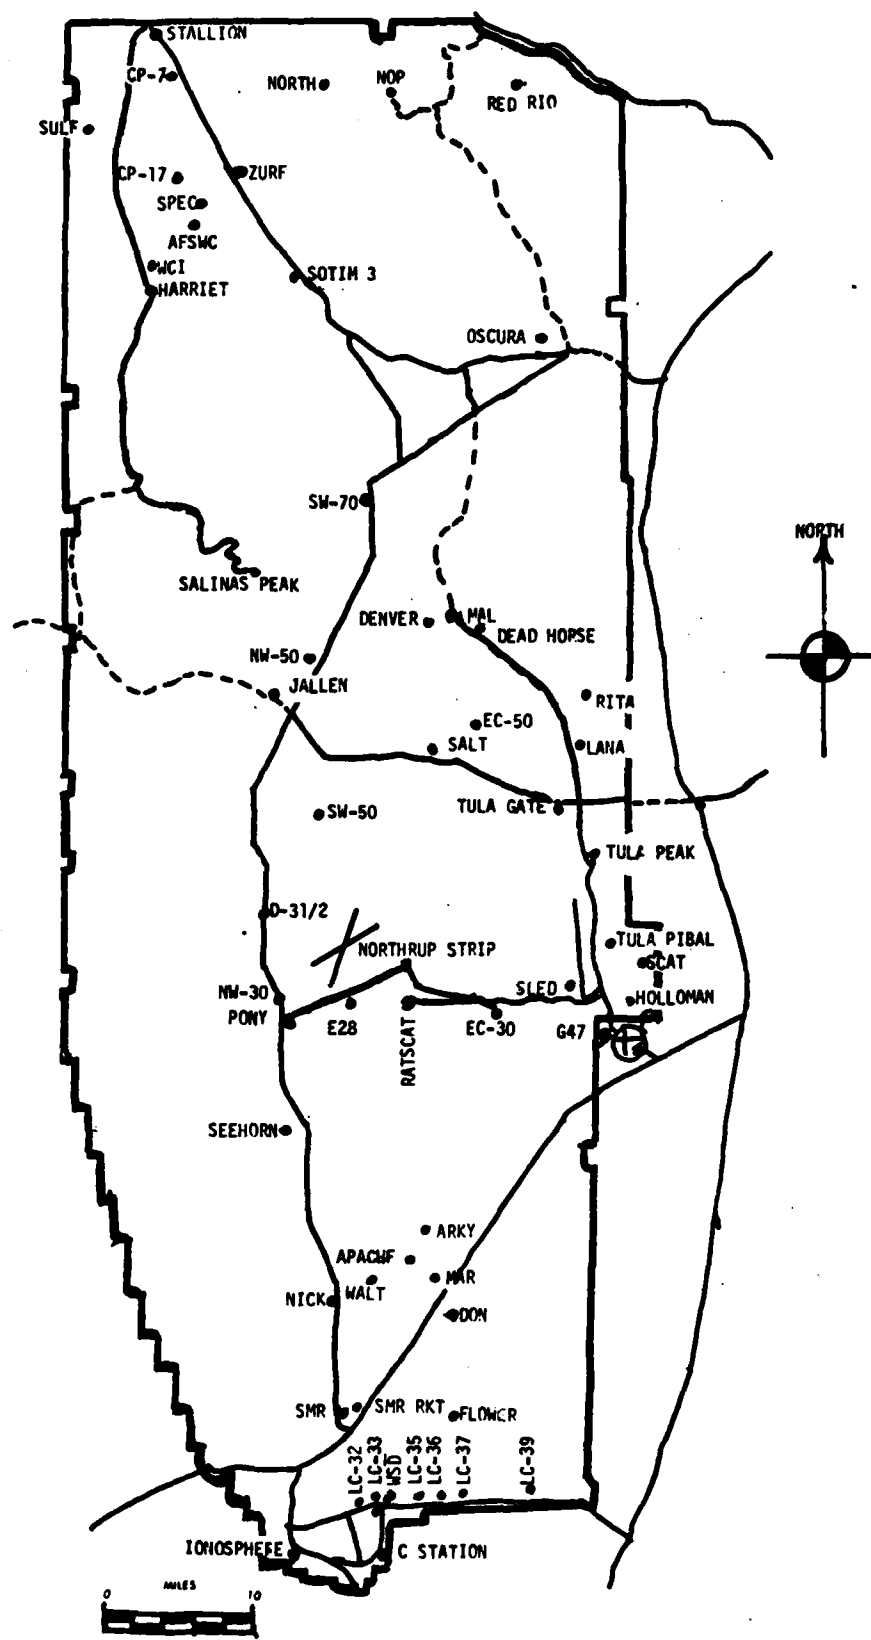 STALLION
CP-7
NORTH
NOP
RED RIO
SULF
CP-17
ZURF
SPEC
AFSWC
WCI
SOTIM 3
HARRIET
OSCURA
SW-70
NORTH
SALINAS PEAK
DENVER
MAL
DEAD HORSE
NW-50
JALLEN
RITA
EC-50
SALT
LANA
TULA GATE
SW-50
TULA PEAK
D-31/2
TULA PIBAL
NORTHRUP STRIP
SCAT
SLED
NW-30
HOLLOMAN
PONY
E28
RATSCAT
EC-30
G47
SEEHORN
ARKY
APACHE
MAR
WALT
NICK
DON
SMR
SMR RKT
FLOWER
LC-32
LC-33
WSD
LC-35
LC-36
LC-37
LC-39
IONOSPHERE
C STATION
MILES
0 10